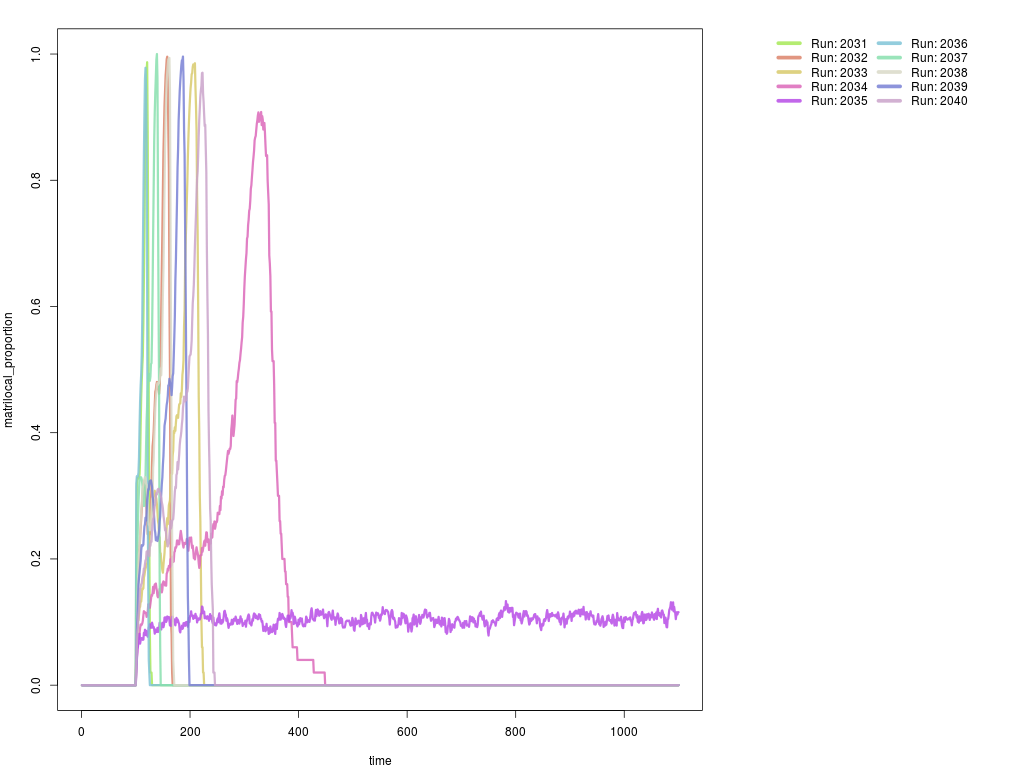 1.0
0.8
0.6
0.4
0.2
0.0
matrilocal_proportion
0 200 400 600 800 1000
time
Run: 2031 Run: 2036
Run: 2032 Run: 2037
Run: 2033 Run: 2038
Run: 2034 Run: 2039
Run: 2035 Run: 2040